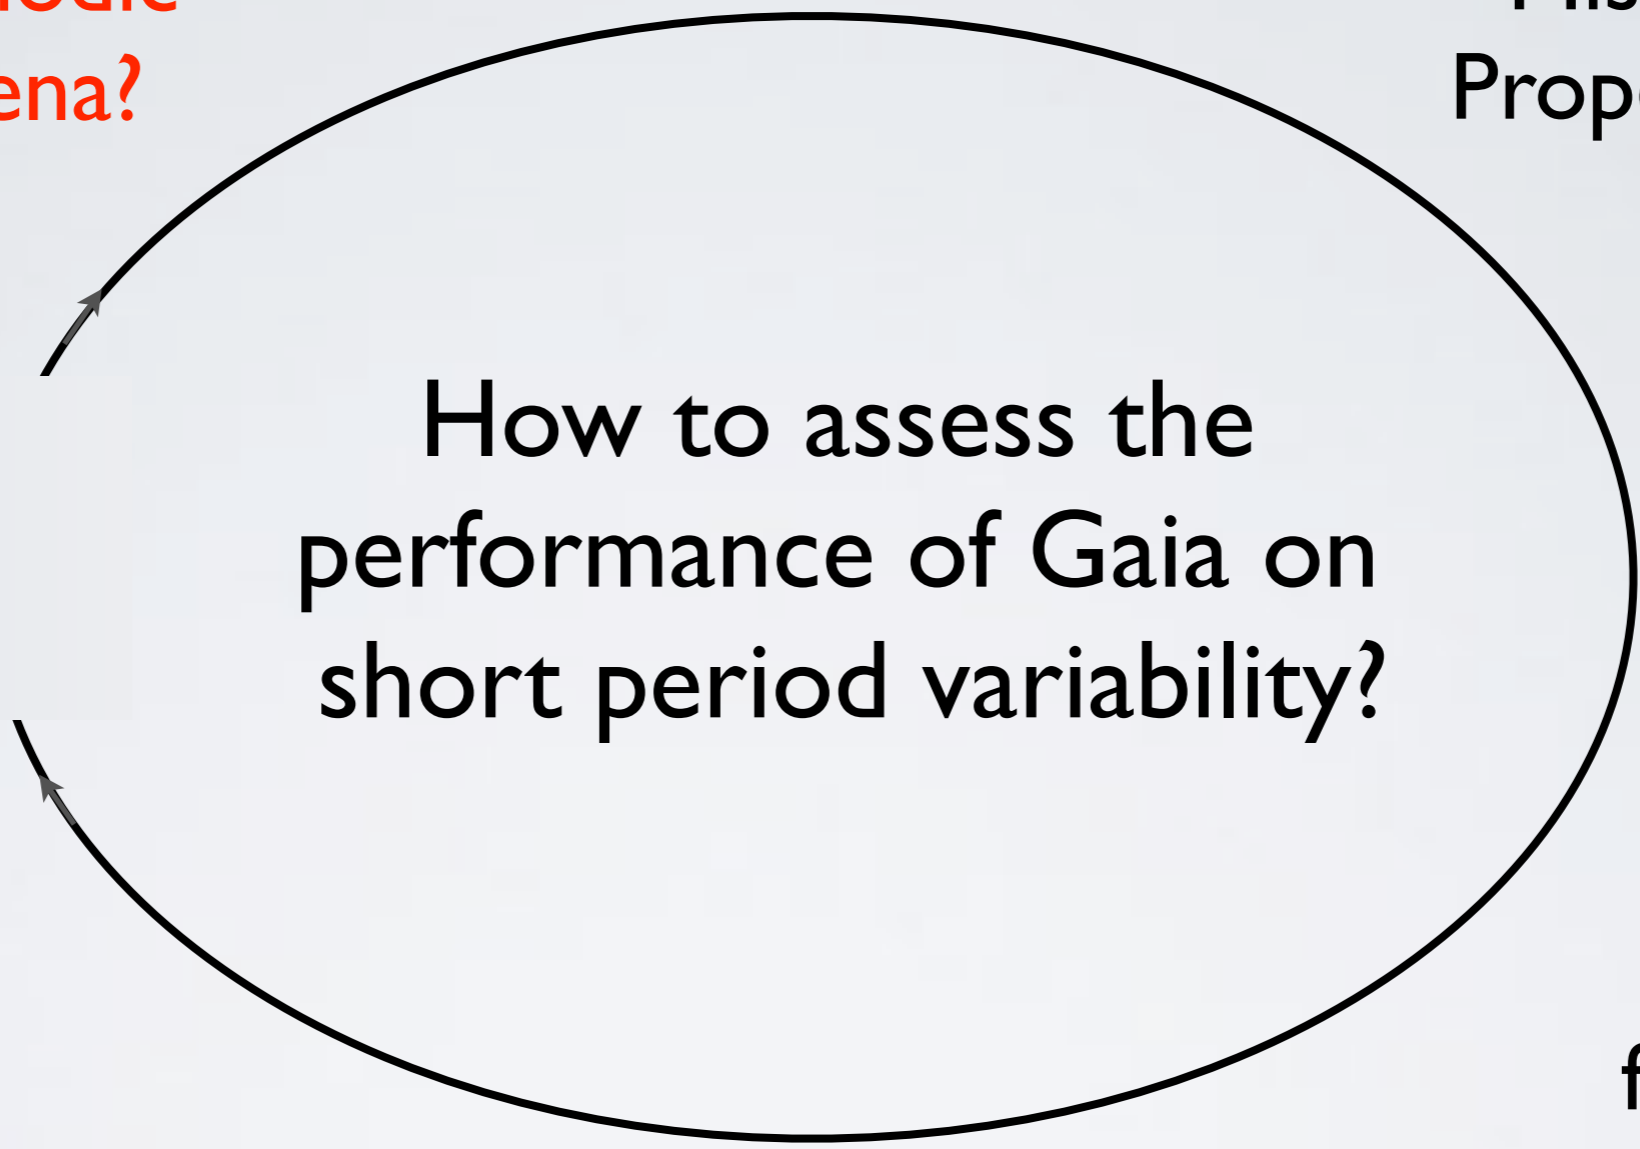 ena?
Prop
How to assess the
performance of Gaia on
short period variability?
f